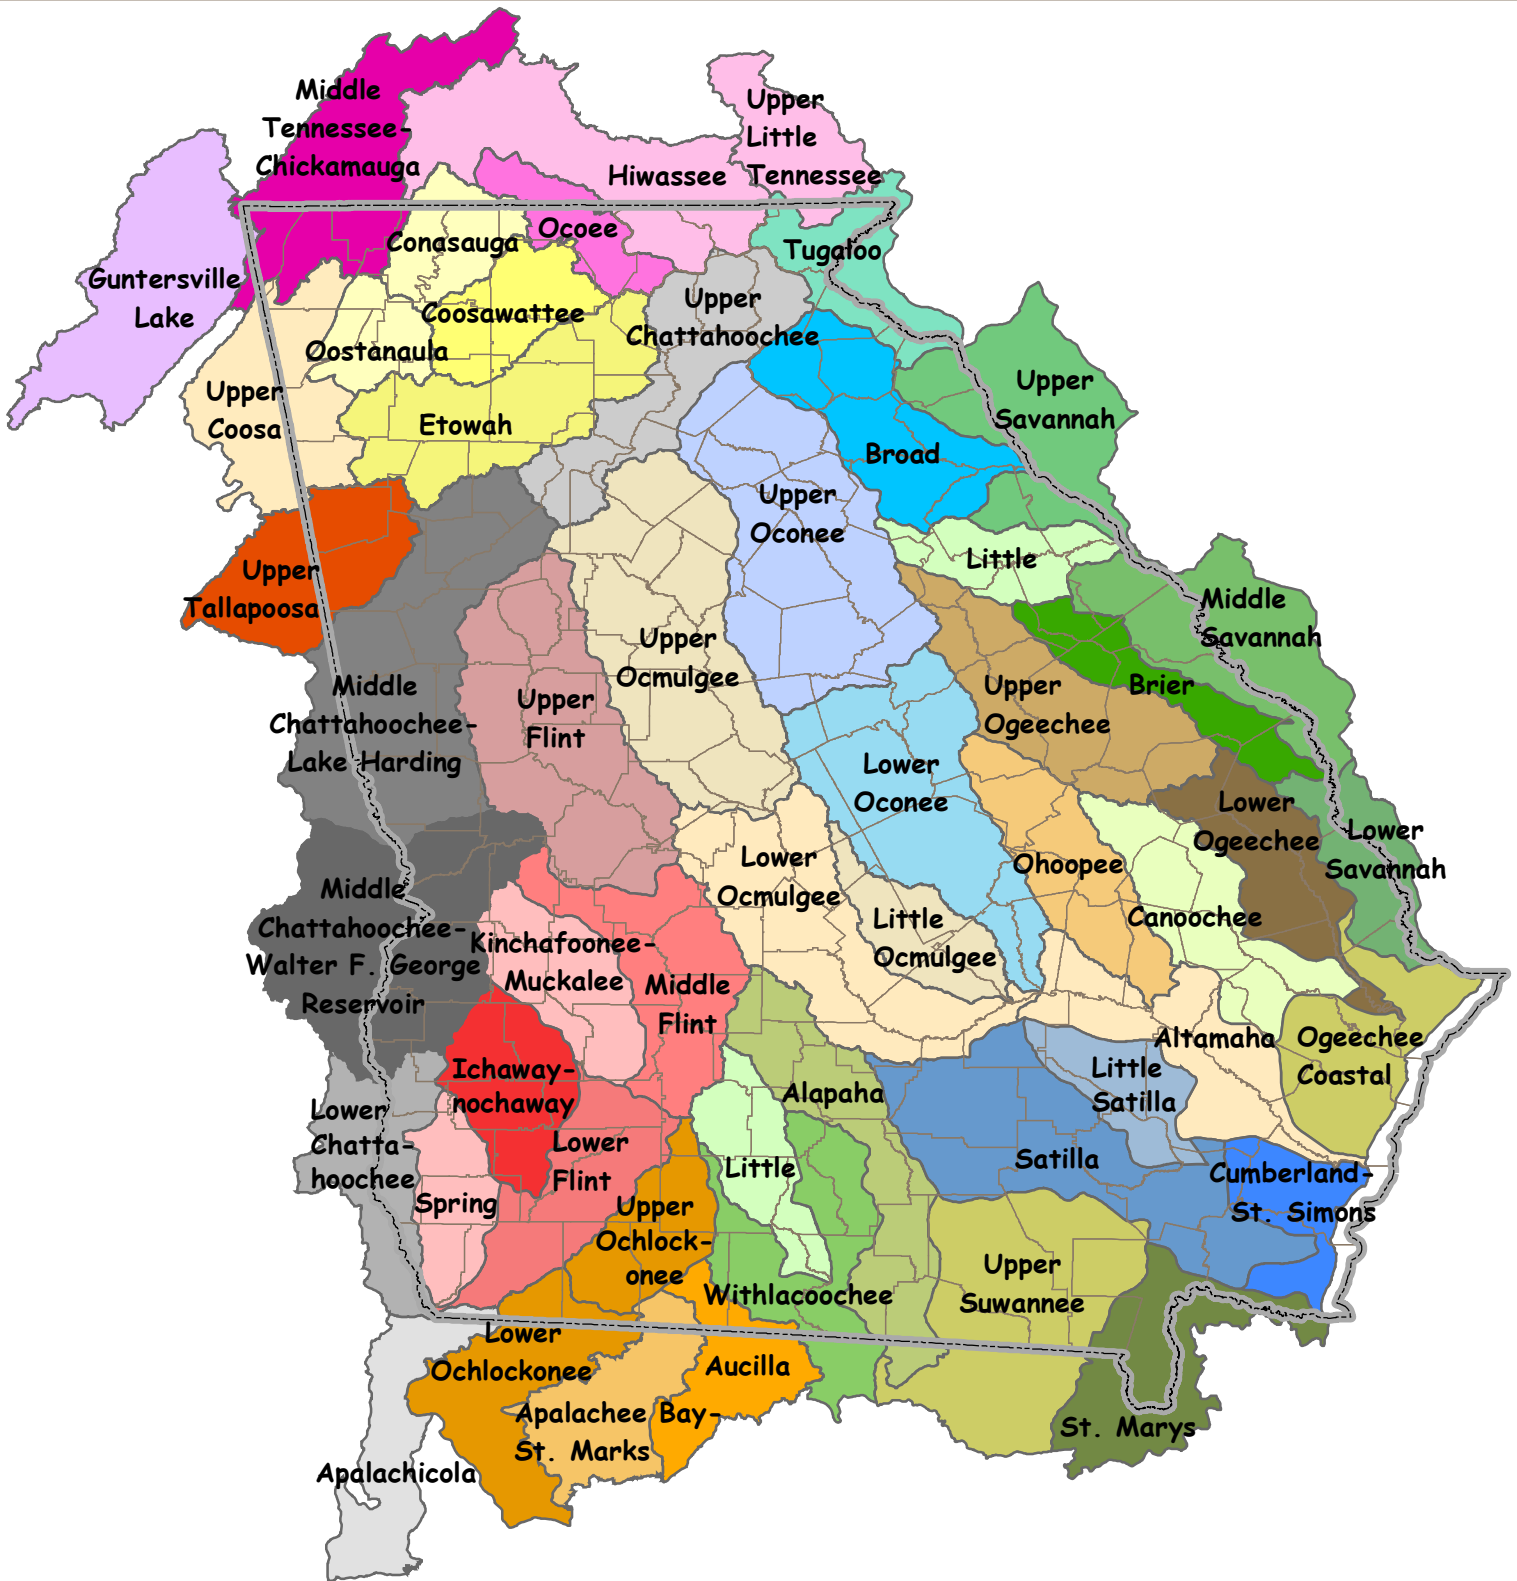 Middle
Tennessee-
Chickamauga
Upper
Little
Tennessee
Hiwassee
Ocoee
Conasauga
Tugaloo
Guntersville
Lake
Upper
Chattahoochee
Coosawattee
Oostanaula
Upper
Coosa
Etowah
Upper
Savannah
Broad
Upper
Oconee
Little
Upper
Tallapoosa
Middle
Savannah
Upper
Ocmulgee
Brier
Upper
Ogeechee
Middle
Chattahoochee-
Lake Harding
Upper
Flint
Lower
Oconee
Lower
Ogeechee
Lower
Savannah
Lower
Ocmulgee
Ohoopee
Middle
Chattahoochee-
Walter F. George
Reservoir
Little
Ocmulgee
Canoochee
Kinchafoonee-
Muckalee
Middle
Flint
Altamaha
Ogeechee
Coastal
Ichaway-
nochaway
Little
Satilla
Alapaha
Lower
Chatta-
hoochee
Lower
Flint
Little
Satilla
Cumberland-
St. Simons
Spring
Upper
Ochlock-
onee
Withlacoochee
Upper
Suwannee
Lower
Ochlockonee
Aucilla
Apalachee Bay-
St. Marks
St. Marys
Apalachicola